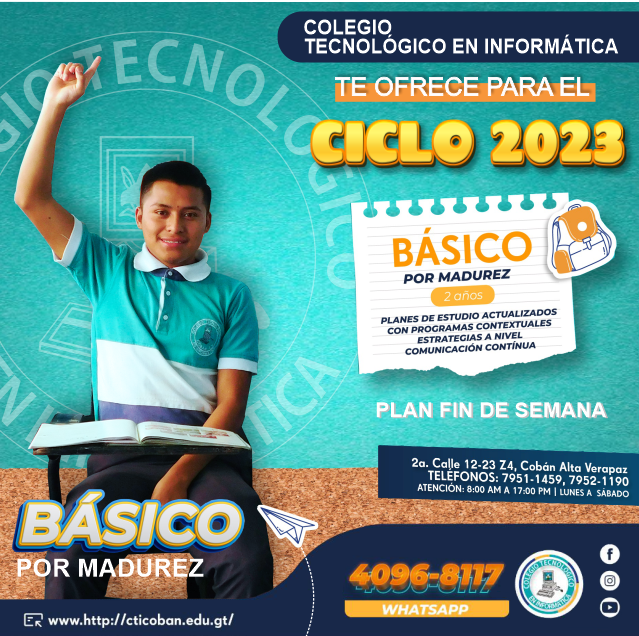 COLEGIO
TECNOLÓGICO EN INFORMÁTICA
TE OFRECE PARA EL
CICLO 2023
BÁSICO
POR MADUREZ
2 años
PLANES DE ESTUDIO ACTUALIZADOS
CON PROGRAMAS CONTEXTUALES
ESTRATEGIAS A NIVEL
COMUNICACIÓN CONTÍNUA
PLAN FIN DE SEMANA
2a. Calle 12-23 Z4, Cobán Alta Verapaz
TELÉFONOS: 7951-1459, 7952-1190
ATENCIÓN: 8:00 AM A 17:00 PM | LUNES A SÁBADO
BÁSICO
POR MADUREZ
4096-8117
WHATSAPP
COLEGIO TECNOLÓGICO
EN INFORMÁTICA
www.http://cticoban.edu.gt/